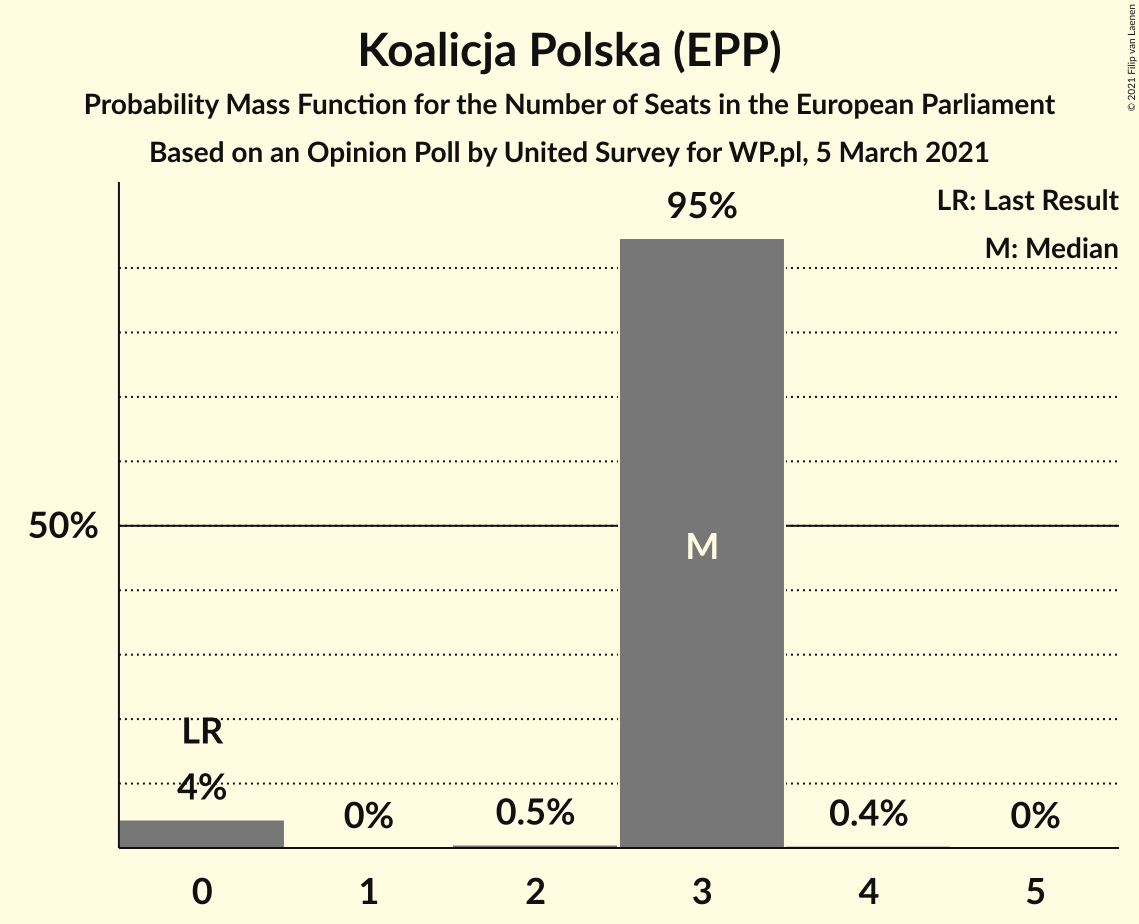 Koalicja Polska (EPP)
Probability Mass Function for the Number of Seats in the European Parliament
Based on an Opinion Poll by United Survey for WP.pl, 5 March 2021
© 2021 Filip van Laenen
LR: Last Result
M: Median
95%
50%
M
LR
4%
0%
0.5%
0.4%
0%
0 1 2 3 4 5